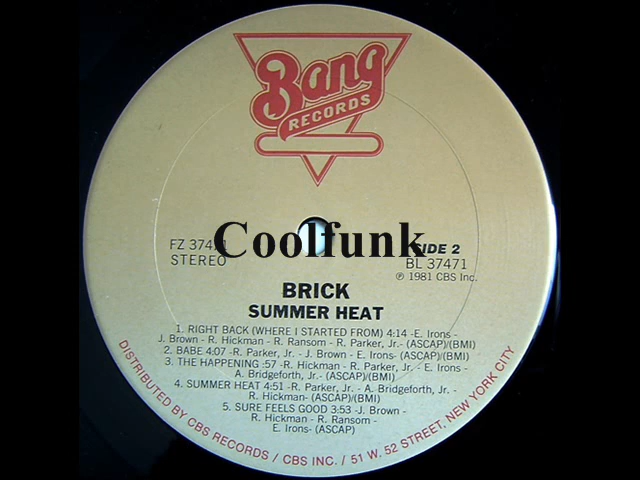 Bang
RECORDS
FZ 37471
STEREO
Coolfunk
SIDE 2
BL 37471
℗ 1981 CBS Inc.
BRICK
SUMMER HEAT
1. RIGHT BACK (WHERE I STARTED FROM) 4:14 -E. Irons-
J. Brown - R. Hickman - R. Ransom - R. Parker, Jr.- (ASCAP)/(BMI)
2. BABE 4:07 -R. Parker, Jr. - J. Brown - E. Irons- (ASCAP)/(BMI)
3. THE HAPPENING :57 -R. Hickman - R. Parker, Jr. - E. Irons -
A. Bridgeforth, Jr.- (ASCAP)/(BMI)
4. SUMMER HEAT 4:51 -R. Parker, Jr. - A. Bridgeforth, Jr. -
R. Hickman- (ASCAP)/(BMI)
5. SURE FEELS GOOD 3:53 -J. Brown -
R. Hickman - R. Ransom -
E. Irons- (ASCAP)
DISTRIBUTED BY CBS RECORDS / CBS INC. / 51 W. 52 STREET, NEW YORK CITY